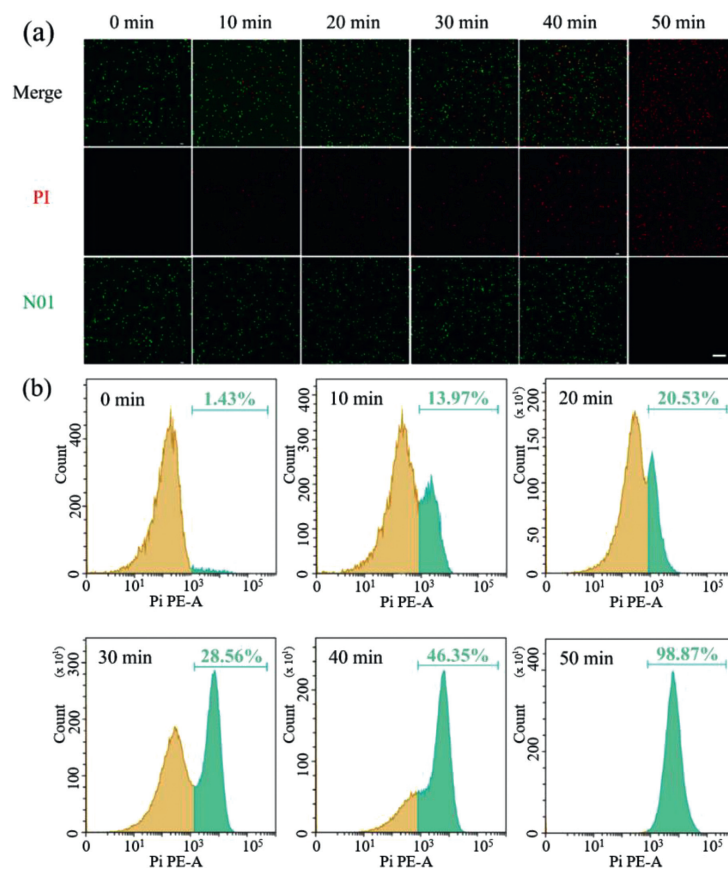 (a)
0 min 10 min 20 min 30 min 40 min 50 min
Merge
PI
N01
(b)
0 min 1.43%
Count
0 200 400
0 10¹ 10³ 10⁵
Pi PE-A
10 min 13.97%
Count
0 100 200 300 400
0 10¹ 10³ 10⁵
Pi PE-A
20 min 20.53%
(x 10¹)
Count
0 50 100 150 200
0 10¹ 10³ 10⁵
Pi PE-A
30 min 28.56%
(x 10¹)
Count
0 100 200 300
0 10¹ 10³ 10⁵
Pi PE-A
40 min 46.35%
(x 10¹)
Count
0 100 200
0 10¹ 10³ 10⁵
Pi PE-A
50 min 98.87%
(x 10¹)
Count
0 200 400
0 10¹ 10³ 10⁵
Pi PE-A